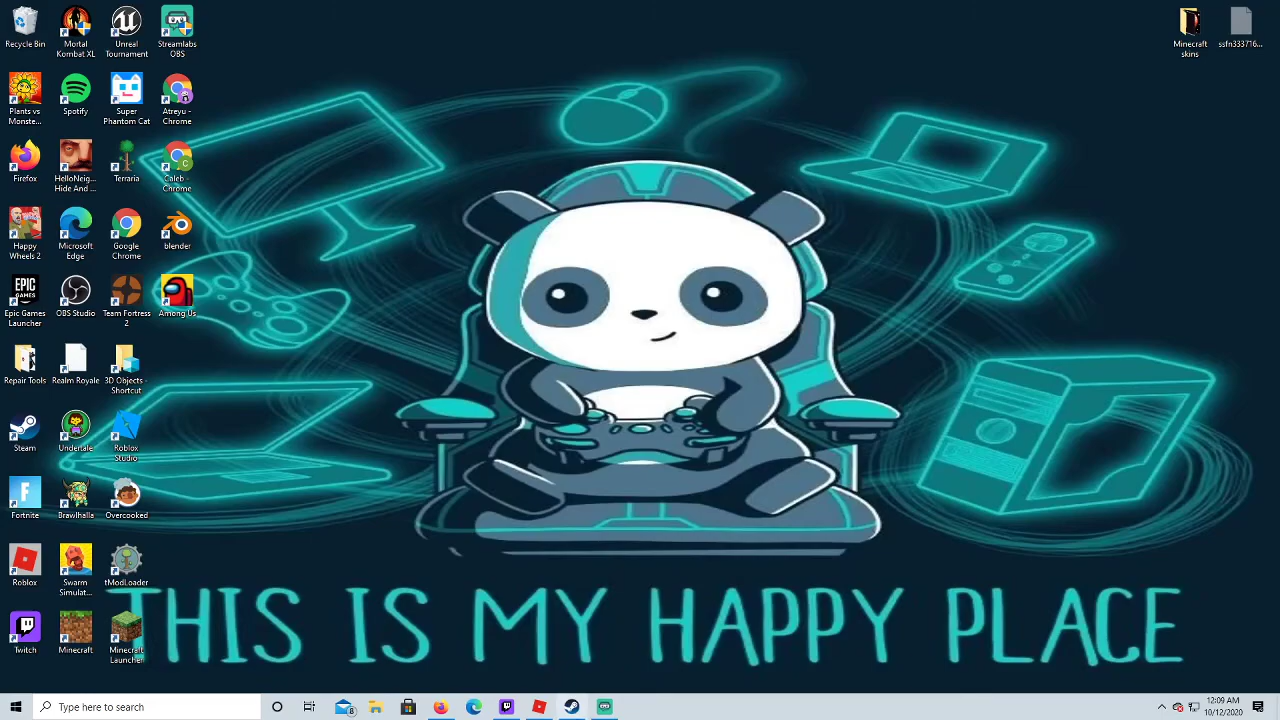 Recycle Bin
Mortal
Kombat XL
Unreal
Tournament
Streamlabs
OBS
Minecraft
skins
ssfn333716...
Plants vs
Monste...
Spotify
Super
Phantom Cat
Atreyu -
Chrome
Firefox
HelloNeig...
Hide And ...
Terraria
Caleb -
Chrome
Happy
Wheels 2
Microsoft
Edge
Google
Chrome
blender
EPIC
GAMES
Epic Games
Launcher
OBS Studio
Team Fortress
2
Among Us
Repair Tools
Realm Royale
3D Objects -
Shortcut
Steam
Undertale
Roblox
Studio
Fortnite
Brawlhalla
Overcooked
Roblox
Swarm
Simulat...
tModLoader
Twitch
Minecraft
Minecraft
Launcher
THIS IS MY HAPPY PLACE
Type here to search
8
12:09 AM
10/12/2020